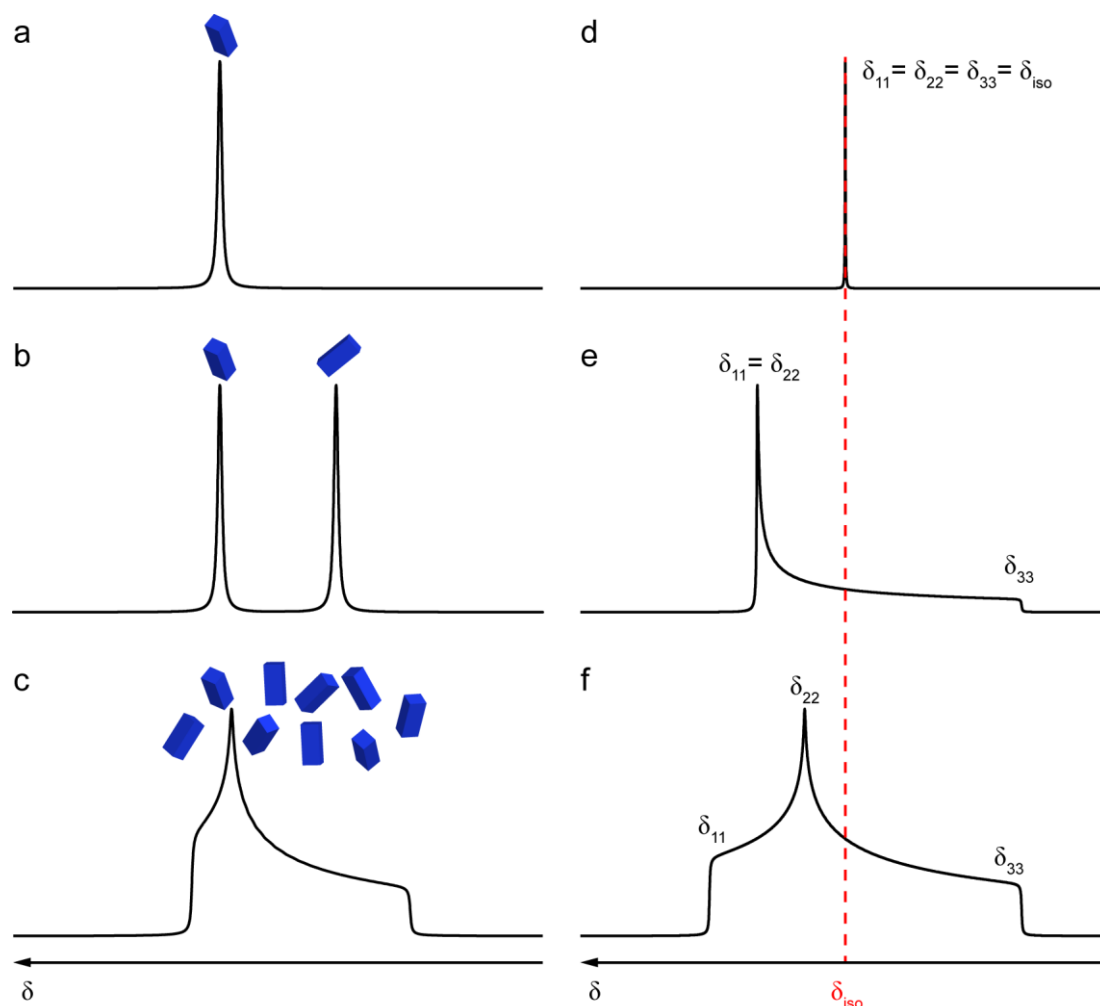 a
d
δ₁₁= δ₂₂ = δ₃₃= δᵢₛₒ
b
e
δ₁₁= δ₂₂
δ₃₃
c
f
δ₂₂
δ₁₁
δ₃₃
δ
δ
δᵢₛₒ